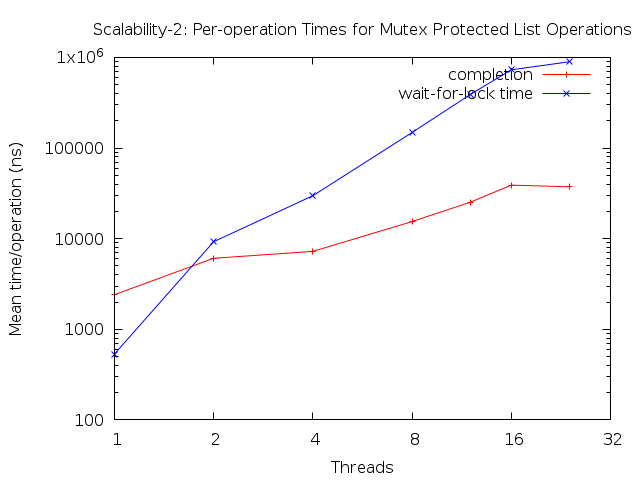 Scalability-2: Per-operation Times for Mutex Protected List Operations
1x10^6
completion
wait-for-lock time
100000
10000
1000
100
Mean time/operation (ns)
1 2 4 8 16 32
Threads